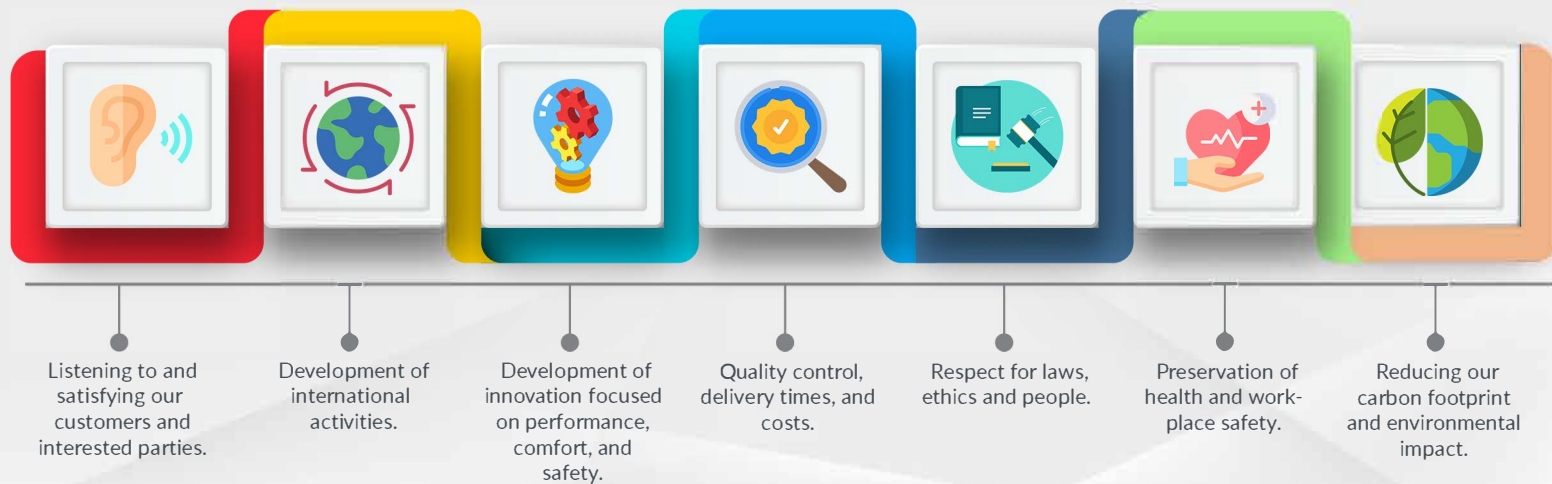 Listening to and
satisfying our
customers and
interested parties.
Development of
international
activities.
Development of
innovation focused
on performance,
comfort, and
safety.
Quality control,
delivery times, and
costs.
Respect for laws,
ethics and people.
Preservation of
health and work-
place safety.
Reducing our
carbon footprint
and environmental
impact.